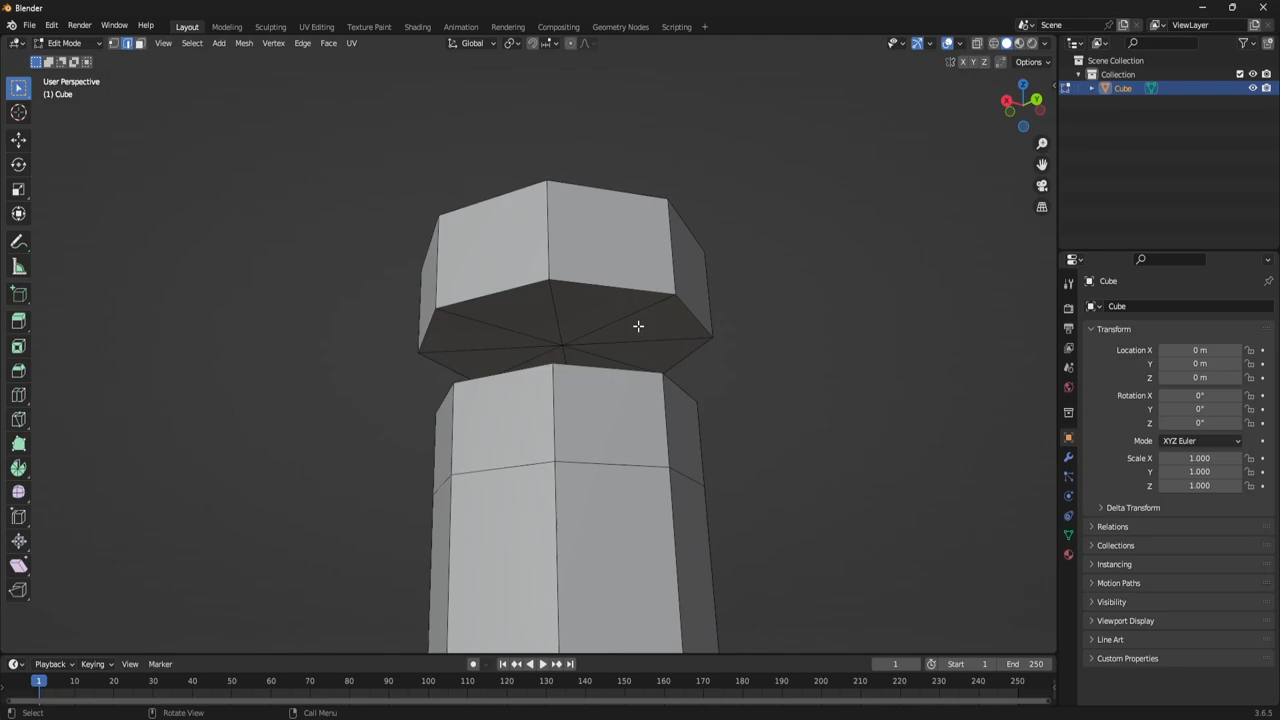 Blender
File Edit Render Window Help Layout Modeling Sculpting UV Editing Texture Paint Shading Animation Rendering Compositing Geometry Nodes Scripting + Scene ViewLayer
Edit Mode View Select Add Mesh Vertex Edge Face UV Global
X Y Z Options
User Perspective
(1) Cube
Z
X Y
Scene Collection
Collection
Cube
Cube
Cube
Transform
Location X 0 m
Y 0 m
Z 0 m
Rotation X 0°
Y 0°
Z 0°
Mode XYZ Euler
Scale X 1.000
Y 1.000
Z 1.000
Delta Transform
Relations
Collections
Instancing
Motion Paths
Visibility
Viewport Display
Line Art
Custom Properties
Playback Keying View Marker 1 Start 1 End 250
1 10 20 30 40 50 60 70 80 90 100 110 120 130 140 150 160 170 180 190 200 210 220 230 240 250
Select Rotate View Call Menu 3.6.5